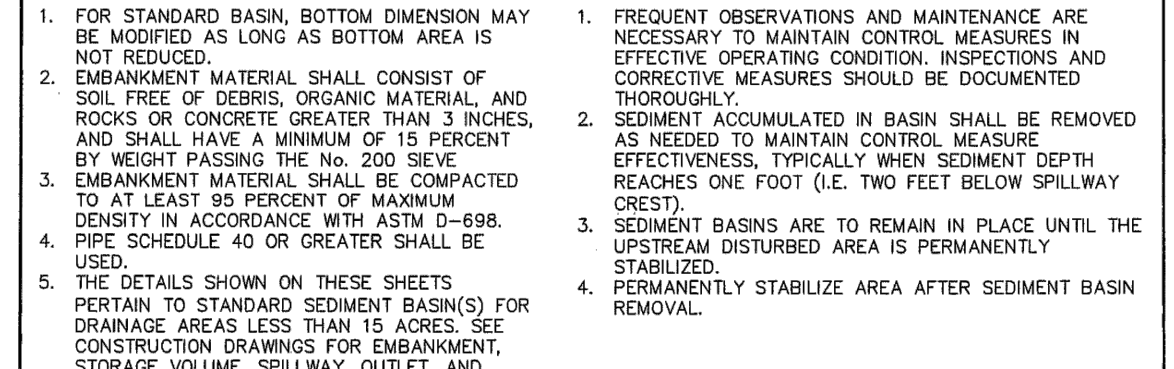 1. FOR STANDARD BASIN, BOTTOM DIMENSION MAY
BE MODIFIED AS LONG AS BOTTOM AREA IS
NOT REDUCED.
2. EMBANKMENT MATERIAL SHALL CONSIST OF
SOIL FREE OF DEBRIS, ORGANIC MATERIAL, AND
ROCKS OR CONCRETE GREATER THAN 3 INCHES,
AND SHALL HAVE A MINIMUM OF 15 PERCENT
BY WEIGHT PASSING THE No. 200 SIEVE
3. EMBANKMENT MATERIAL SHALL BE COMPACTED
TO AT LEAST 95 PERCENT OF MAXIMUM
DENSITY IN ACCORDANCE WITH ASTM D-698.
4. PIPE SCHEDULE 40 OR GREATER SHALL BE
USED.
5. THE DETAILS SHOWN ON THESE SHEETS
PERTAIN TO STANDARD SEDIMENT BASIN(S) FOR
DRAINAGE AREAS LESS THAN 15 ACRES. SEE
CONSTRUCTION DRAWINGS FOR EMBANKMENT,
STORAGE VOLUME, SPILLWAY, OUTLET, AND
1. FREQUENT OBSERVATIONS AND MAINTENANCE ARE
NECESSARY TO MAINTAIN CONTROL MEASURES IN
EFFECTIVE OPERATING CONDITION. INSPECTIONS AND
CORRECTIVE MEASURES SHOULD BE DOCUMENTED
THOROUGHLY.
2. SEDIMENT ACCUMULATED IN BASIN SHALL BE REMOVED
AS NEEDED TO MAINTAIN CONTROL MEASURE
EFFECTIVENESS, TYPICALLY WHEN SEDIMENT DEPTH
REACHES ONE FOOT (I.E. TWO FEET BELOW SPILLWAY
CREST).
3. SEDIMENT BASINS ARE TO REMAIN IN PLACE UNTIL THE
UPSTREAM DISTURBED AREA IS PERMANENTLY
STABILIZED.
4. PERMANENTLY STABILIZE AREA AFTER SEDIMENT BASIN
REMOVAL.